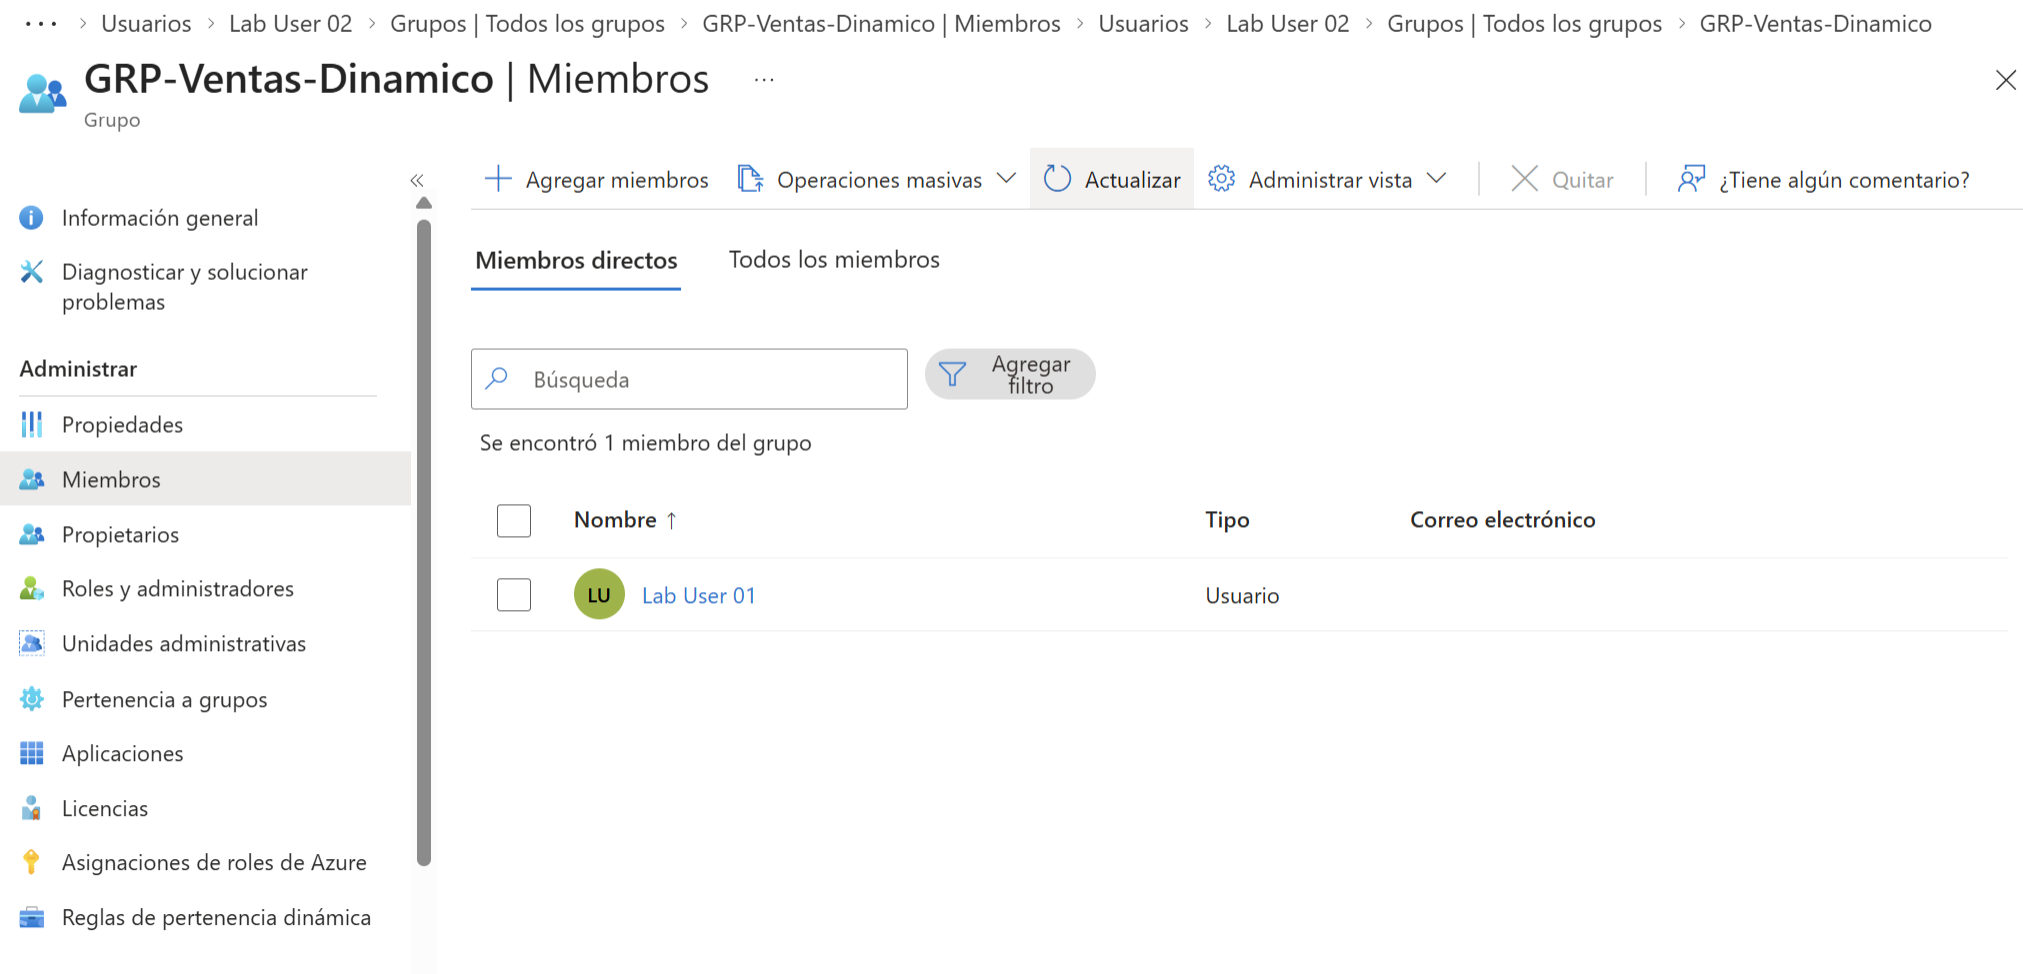 ··· > Usuarios > Lab User 02 > Grupos | Todos los grupos > GRP-Ventas-Dinamico | Miembros > Usuarios > Lab User 02 > Grupos | Todos los grupos > GRP-Ventas-Dinamico
GRP-Ventas-Dinamico | Miembros ···
Grupo
Información general
Diagnosticar y solucionar
problemas
Administrar
Propiedades
Miembros
Propietarios
Roles y administradores
Unidades administrativas
Pertenencia a grupos
Aplicaciones
Licencias
Asignaciones de roles de Azure
Reglas de pertenencia dinámica
Agregar miembros Operaciones masivas Actualizar Administrar vista Quitar ¿Tiene algún comentario?
Miembros directos Todos los miembros
Búsqueda
Agregar
filtro
Se encontró 1 miembro del grupo
Nombre ↑ Tipo Correo electrónico
LU Lab User 01 Usuario